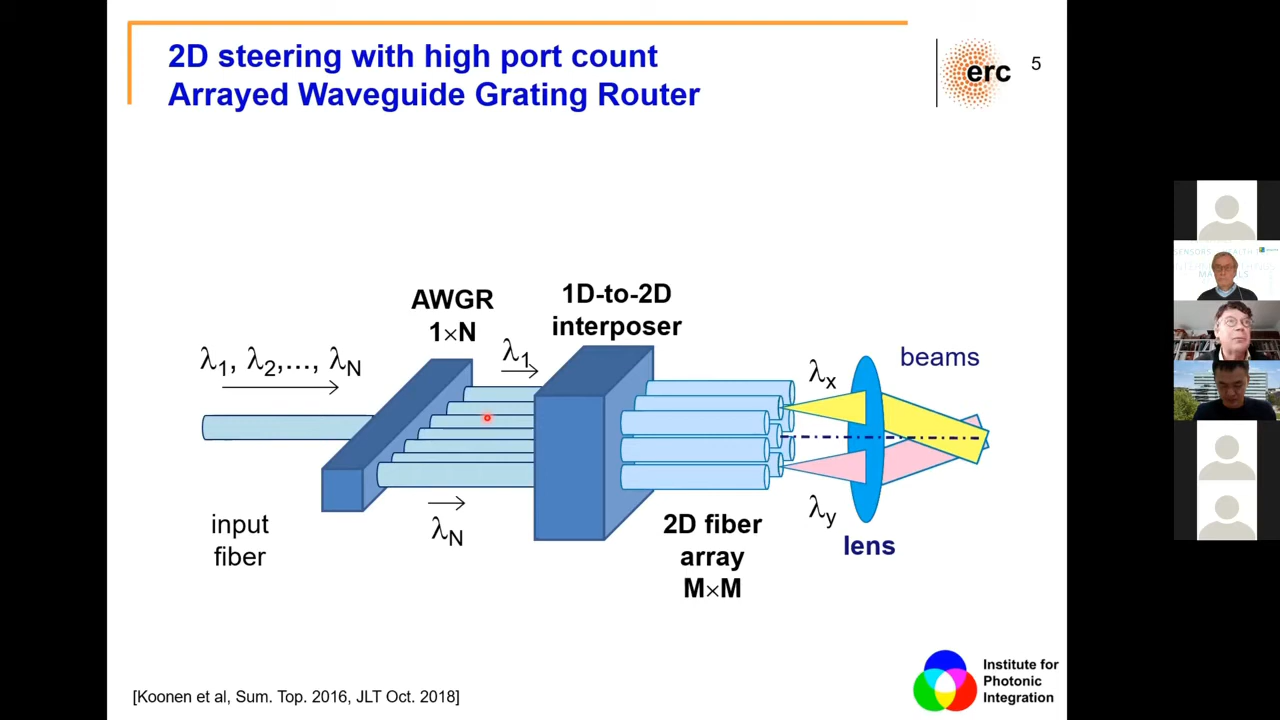 2D steering with high port count
Arrayed Waveguide Grating Router
erc
5
AWGR
1×N
1D-to-2D
interposer
λ1, λ2,..., λN
λ1
λx
beams
input
fiber
λN
λy
lens
2D fiber
array
M×M
[Koonen et al, Sum. Top. 2016, JLT Oct. 2018]
Institute for
Photonic
Integration